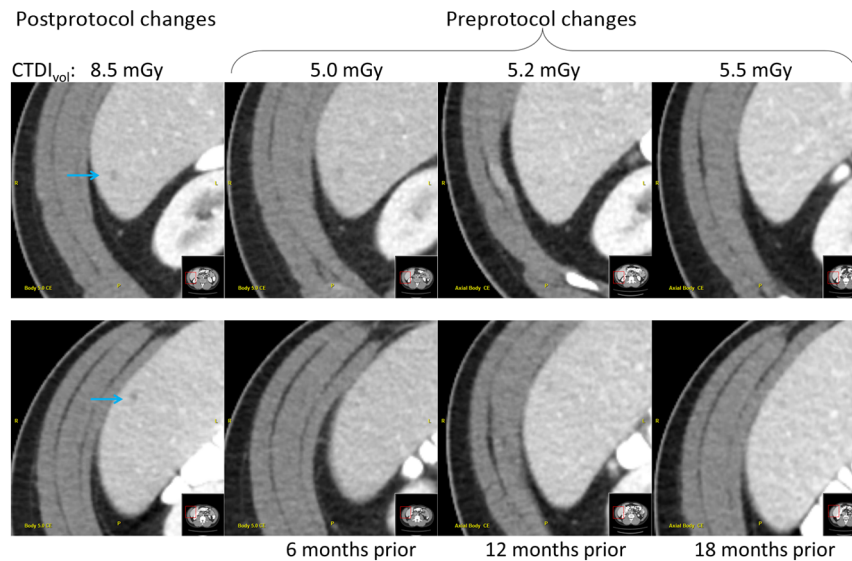 Postprotocol changes
Preprotocol changes
CTDIvol: 8.5 mGy
5.0 mGy
5.2 mGy
5.5 mGy
R
R
L
L
Body 5.0 CE
P
Body 5.0 CE
P
Axial Body CE
P
Axial Body CE
P
R
R
L
L
Body 5.0 CE
P
Body 5.0 CE
P
Axial Body CE
P
Axial Body CE
P
6 months prior
12 months prior
18 months prior